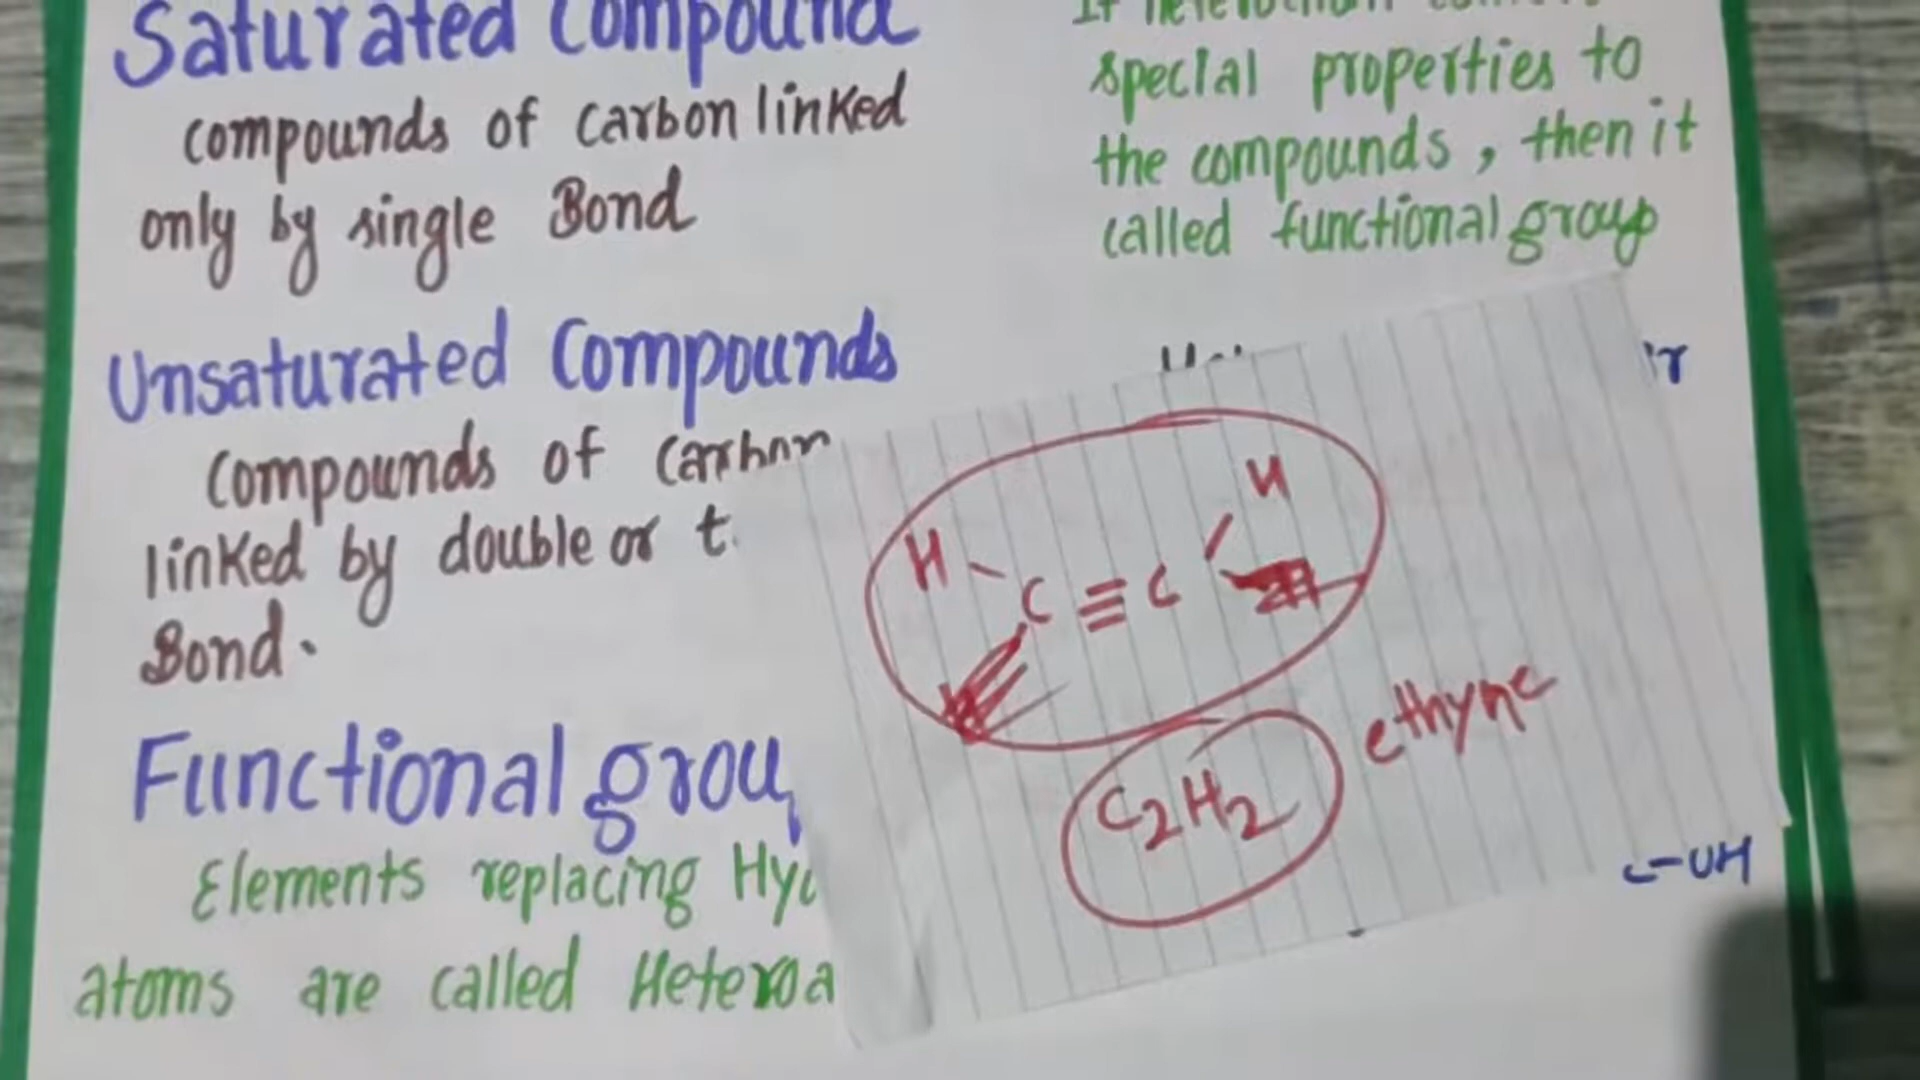 Saturated Compound
compounds of carbon linked
only by single Bond
Unsaturated Compounds
compounds of carbon
linked by double or t
Bond.
Functional grou
Elements replacing Hy
atoms are called Heteroa
special properties to
the compounds, then it
called functional group
H
H
C ≡ C
C2H2
ethyne